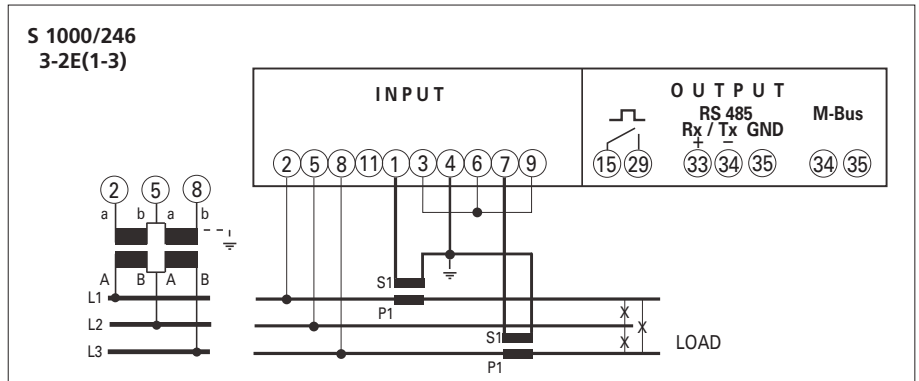 S 1000/246
3-2E(1-3)
INPUT
OUTPUT
RS 485
M-Bus
Rx / Tx GND
+ −
2 5 8 11 1 3 4 6 7 9
15 29
33 34 35
34 35
2 5 8
a b a b
A B A B
L1
L2
L3
S1
P1
S1
P1
X
X
X
LOAD